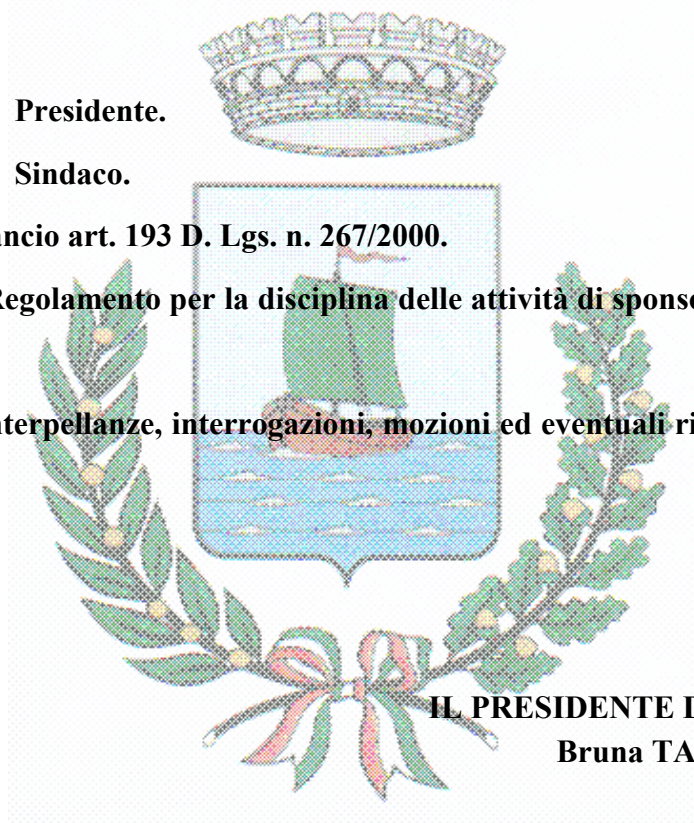 Presidente.
Sindaco.
ancio art. 193 D. Lgs. n. 267/2000.
Regolamento per la disciplina delle attività di sponso
nterpellanze, interrogazioni, mozioni ed eventuali ri
IL PRESIDENTE D
Bruna TA